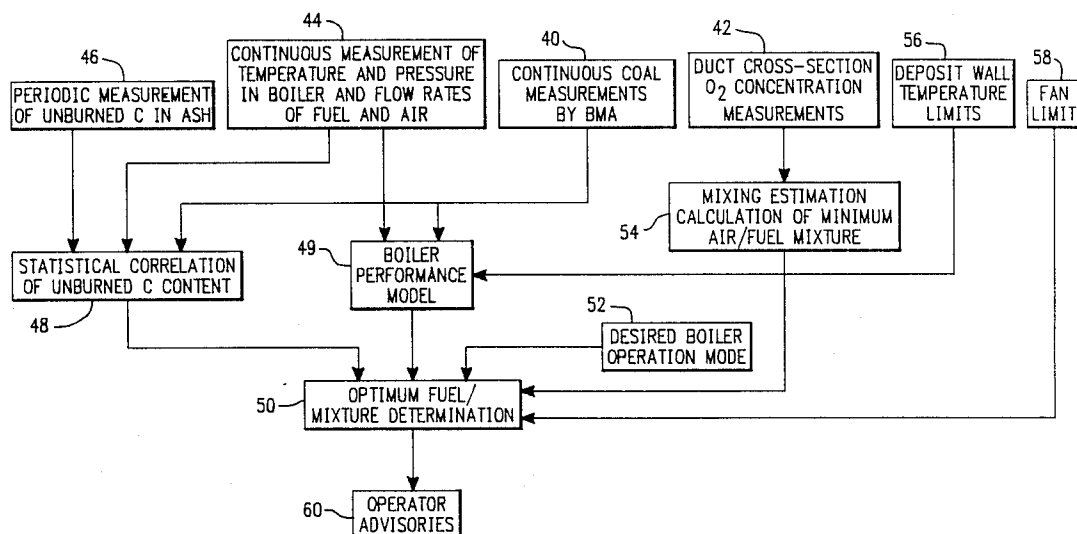 46
PERIODIC MEASUREMENT
OF UNBURNED C IN ASH
44
CONTINUOUS MEASUREMENT OF
TEMPERATURE AND PRESSURE
IN BOILER AND FLOW RATES
OF FUEL AND AIR
40
CONTINUOUS COAL
MEASUREMENTS
BY BMA
42
DUCT CROSS-SECTION
O2 CONCENTRATION
MEASUREMENTS
56
DEPOSIT WALL
TEMPERATURE
LIMITS
58
FAN
LIMIT
54
MIXING ESTIMATION
CALCULATION OF MINIMUM
AIR/FUEL MIXTURE
STATISTICAL CORRELATION
OF UNBURNED C CONTENT
48
49
BOILER
PERFORMANCE
MODEL
52
DESIRED BOILER
OPERATION MODE
50
OPTIMUM FUEL/
MIXTURE DETERMINATION
60
OPERATOR
ADVISORIES